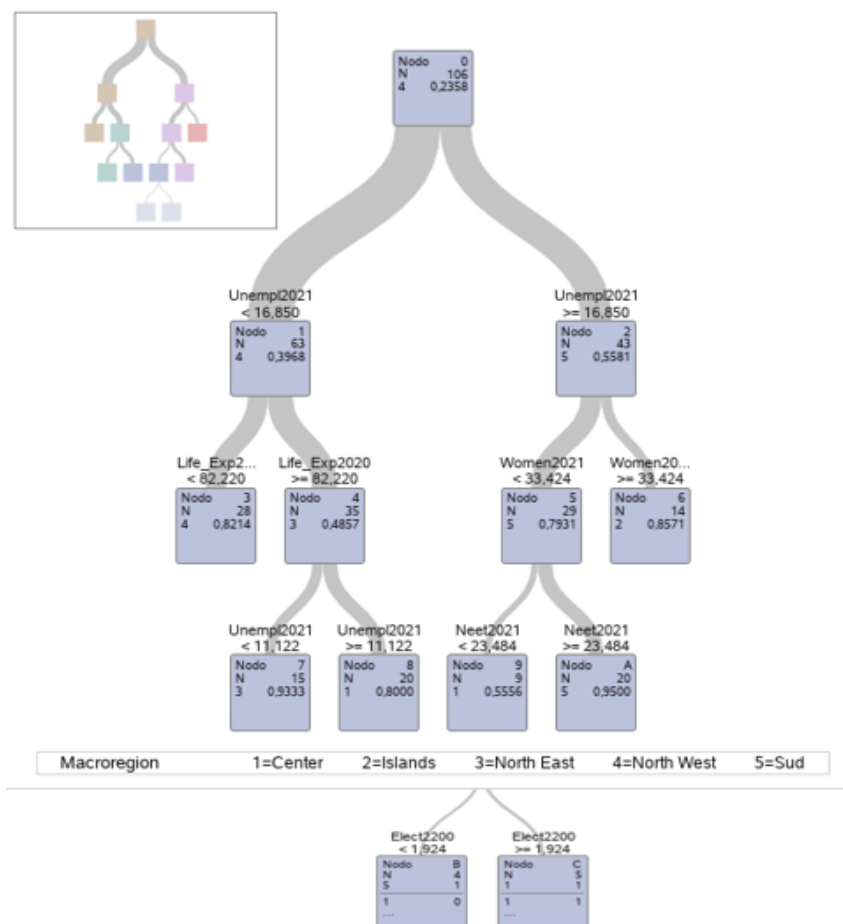 Nodo 0
N 106
4 0,2358
Unempl2021 Unempl2021
< 16,850 >= 16,850
Nodo 1 Nodo 2
N 63 N 43
4 0,3968 5 0,5581
Life_Exp2... Life_Exp2020 Women2021 Women20...
< 82,220 >= 82,220 < 33,424 >= 33,424
Nodo 3 Nodo 4 Nodo 5 Nodo 6
N 28 N 35 N 29 N 14
4 0,8214 3 0,4857 5 0,7931 2 0,8571
Unempl2021 Unempl2021 Neet2021 Neet2021
< 11,122 >= 11,122 < 23,484 >= 23,484
Nodo 7 Nodo 8 Nodo 9 Nodo A
N 15 N 20 N 9 N 20
3 0,9333 1 0,8000 1 0,5556 5 0,9500
Macroregion 1=Center 2=Islands 3=North East 4=North West 5=Sud
Elect2200 Elect2200
< 1,924 >= 1,924
Nodo B Nodo C
N 4 N 5
5 1 1 1
1 0 1 1
.... ....